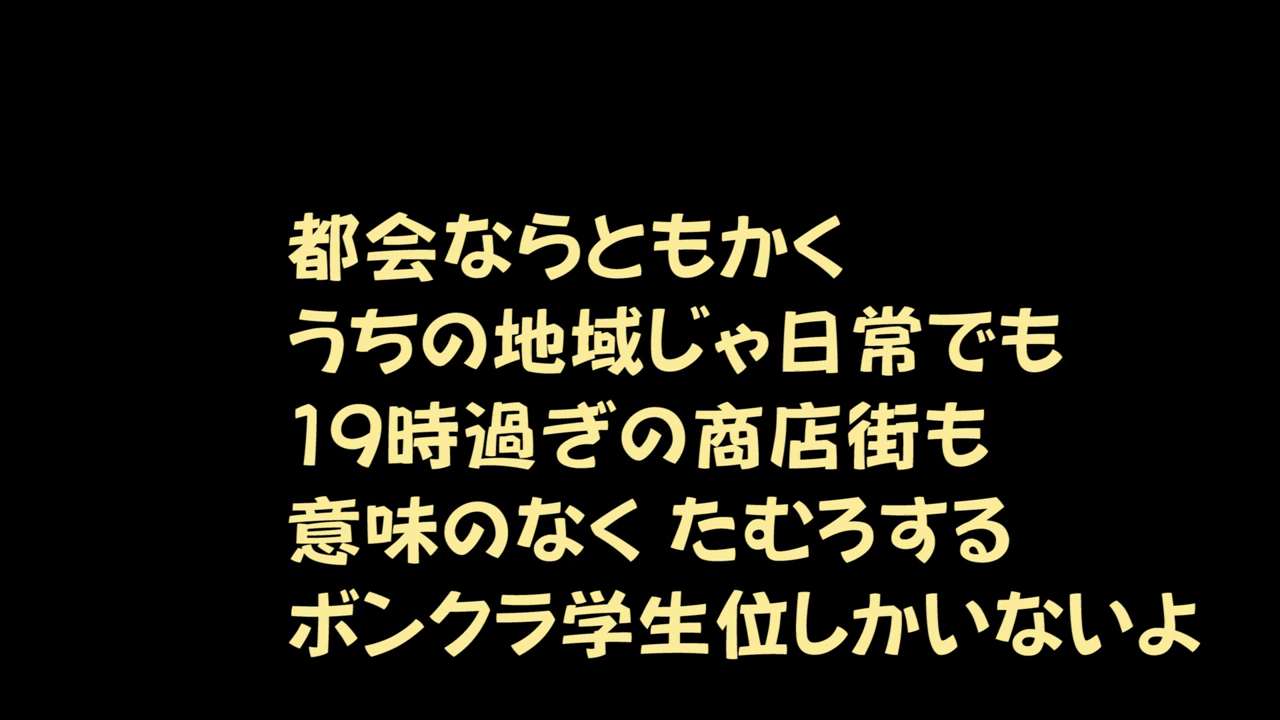 都会ならともかく
うちの地域じゃ日常でも
19時過ぎの商店街も
意味のなく たむろする
ボンクラ学生位しかいないよ